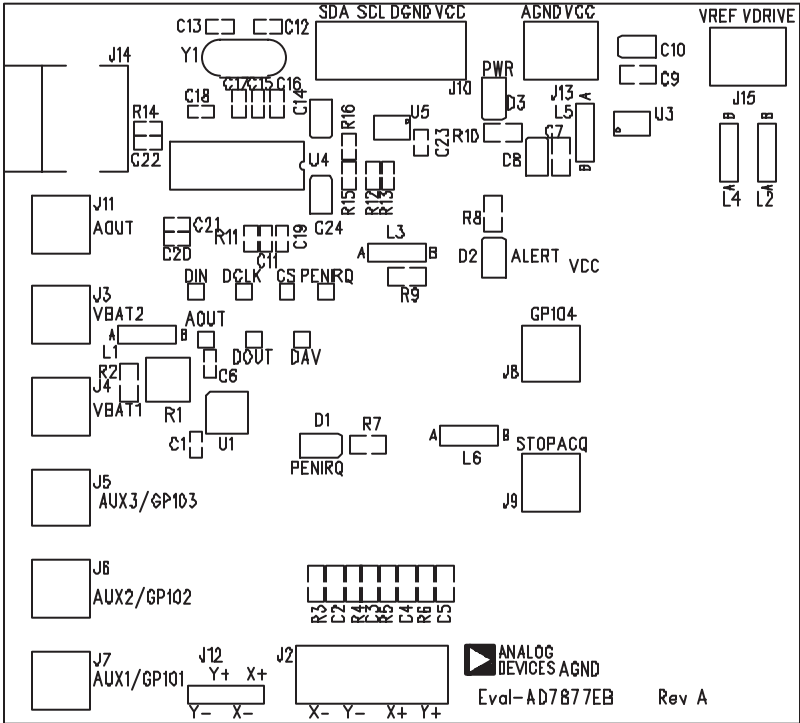 SDA SCL DGND VCC
AGND VCC
VREF VDRIVE
C13
C12
Y1
J14
C17
C15
C16
C18
C14
R14
C22
R16
U5
C23
J10
PWR
D3
R10
J13
L5
A
B
C8
C7
C10
C9
U3
J15
B
A
L4
B
A
L2
U4
R15
R12
R13
G24
J11
AOUT
C21
C20
R11
C11
C19
L3
A
B
R9
R8
D2
ALERT
VCC
DIN
DCLK
CS
PENIRQ
J3
VBAT2
A
B
L1
AOUT
DOUT
DAV
C6
R2
R1
J4
VBAT1
C1
U1
D1
PENIRQ
R7
A
B
L6
GP104
J8
STOPACQ
J9
J5
AUX3/GP103
J6
AUX2/GP102
R3
C2
R4
C3
R5
C4
R6
C5
J7
AUX1/GP101
J12
Y+ X+
Y- X-
J2
X- Y- X+ Y+
ANALOG
DEVICES AGND
Eval-AD7877EB Rev A